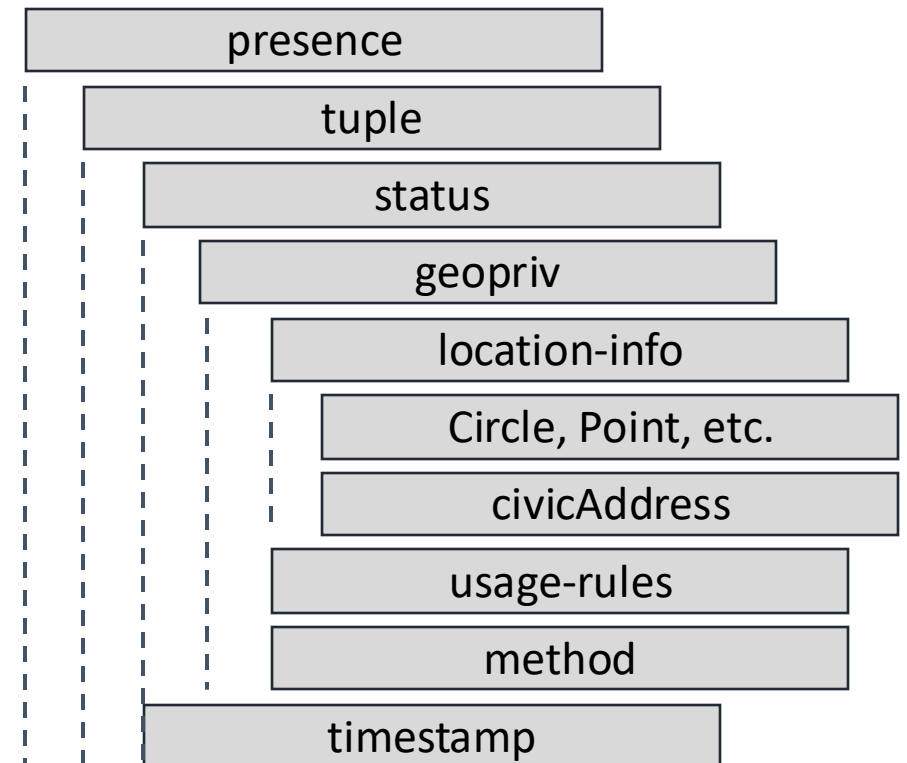 presence
tuple
status
geopriv
location-info
Circle, Point, etc.
civicAddress
usage-rules
method
timestamp